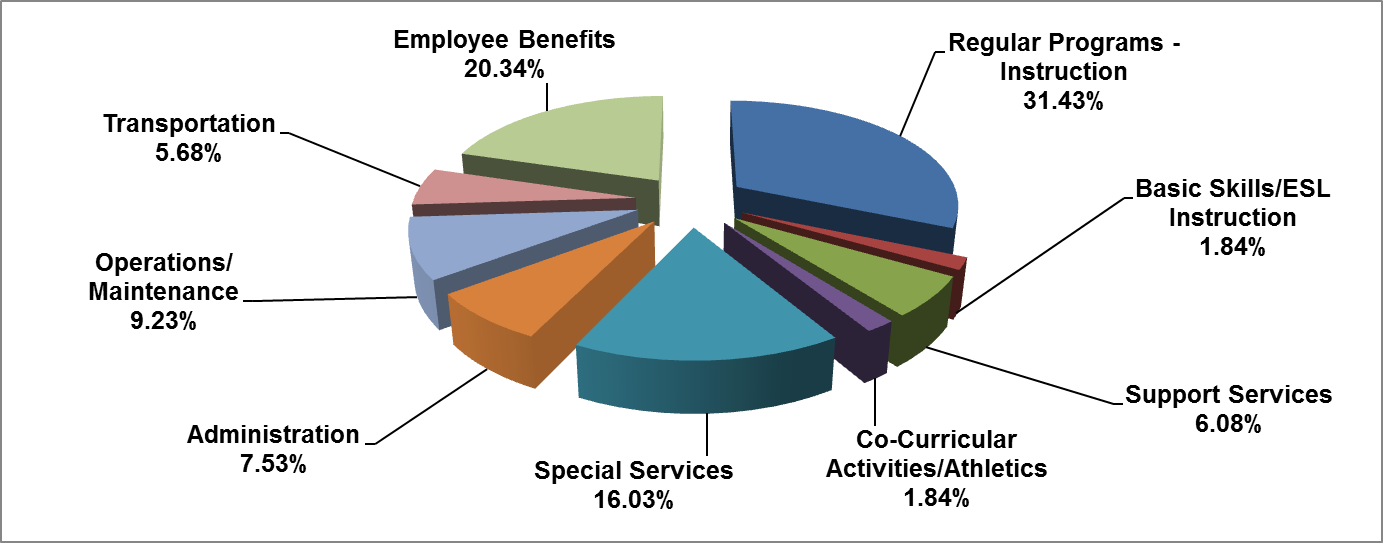 Employee Benefits
20.34%
Regular Programs -
Instruction
31.43%
Transportation
5.68%
Basic Skills/ESL
Instruction
1.84%
Operations/
Maintenance
9.23%
Support Services
6.08%
Administration
7.53%
Special Services
16.03%
Co-Curricular
Activities/Athletics
1.84%